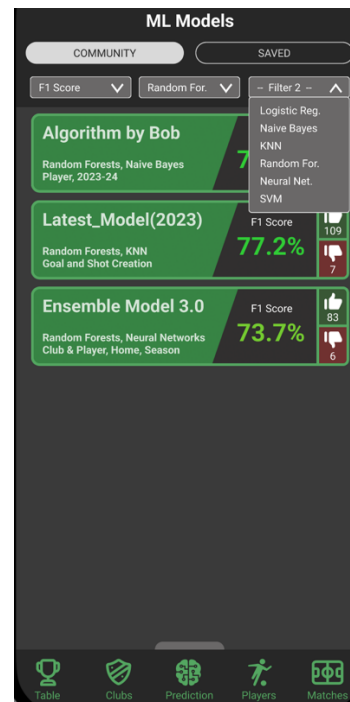 ML Models
COMMUNITY
SAVED
F1 Score
Random For.
-- Filter 2 --
Logistic Reg.
Naive Bayes
KNN
Random For.
Neural Net.
SVM
Algorithm by Bob
Random Forests, Naive Bayes
Player, 2023-24
7
Latest_Model(2023)
Random Forests, KNN
Goal and Shot Creation
F1 Score
77.2%
109
7
Ensemble Model 3.0
Random Forests, Neural Networks
Club & Player, Home, Season
F1 Score
73.7%
83
6
Table
Clubs
Prediction
Players
Matches